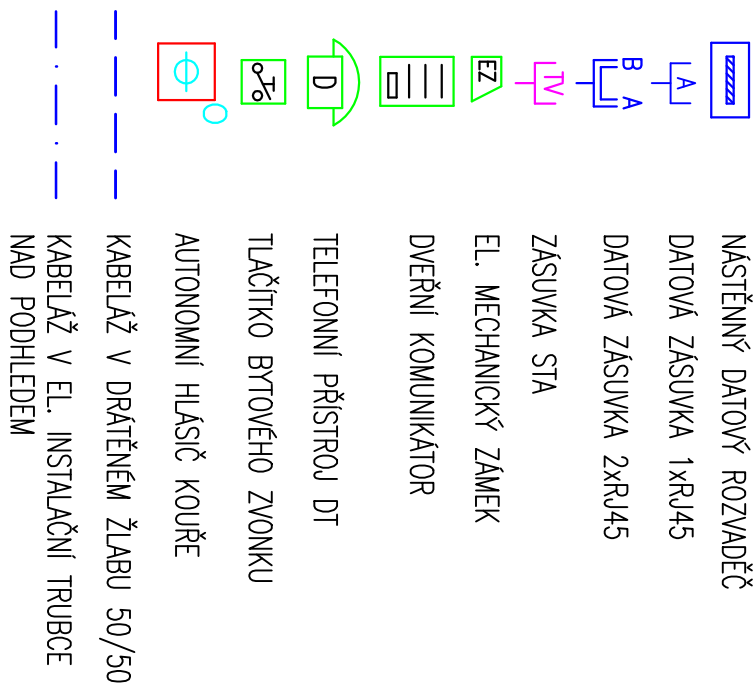 NÁSTĚNNÝ DATOVÝ ROZVADĚČ
A DATOVÁ ZÁSUVKA 1xRJ45
B A DATOVÁ ZÁSUVKA 2xRJ45
TV ZÁSUVKA STA
EZ EL. MECHANICKÝ ZÁMEK
DVEŘNÍ KOMUNIKÁTOR
D TELEFONNÍ PŘÍSTROJ DT
TLAČÍTKO BYTOVÉHO ZVONKU
AUTONOMNÍ HLÁSIČ KOUŘE
KABELÁŽ V DRÁTĚNÉM ŽLABU 50/50
KABELÁŽ V EL. INSTALAČNÍ TRUBCE
NAD PODHLEDEM